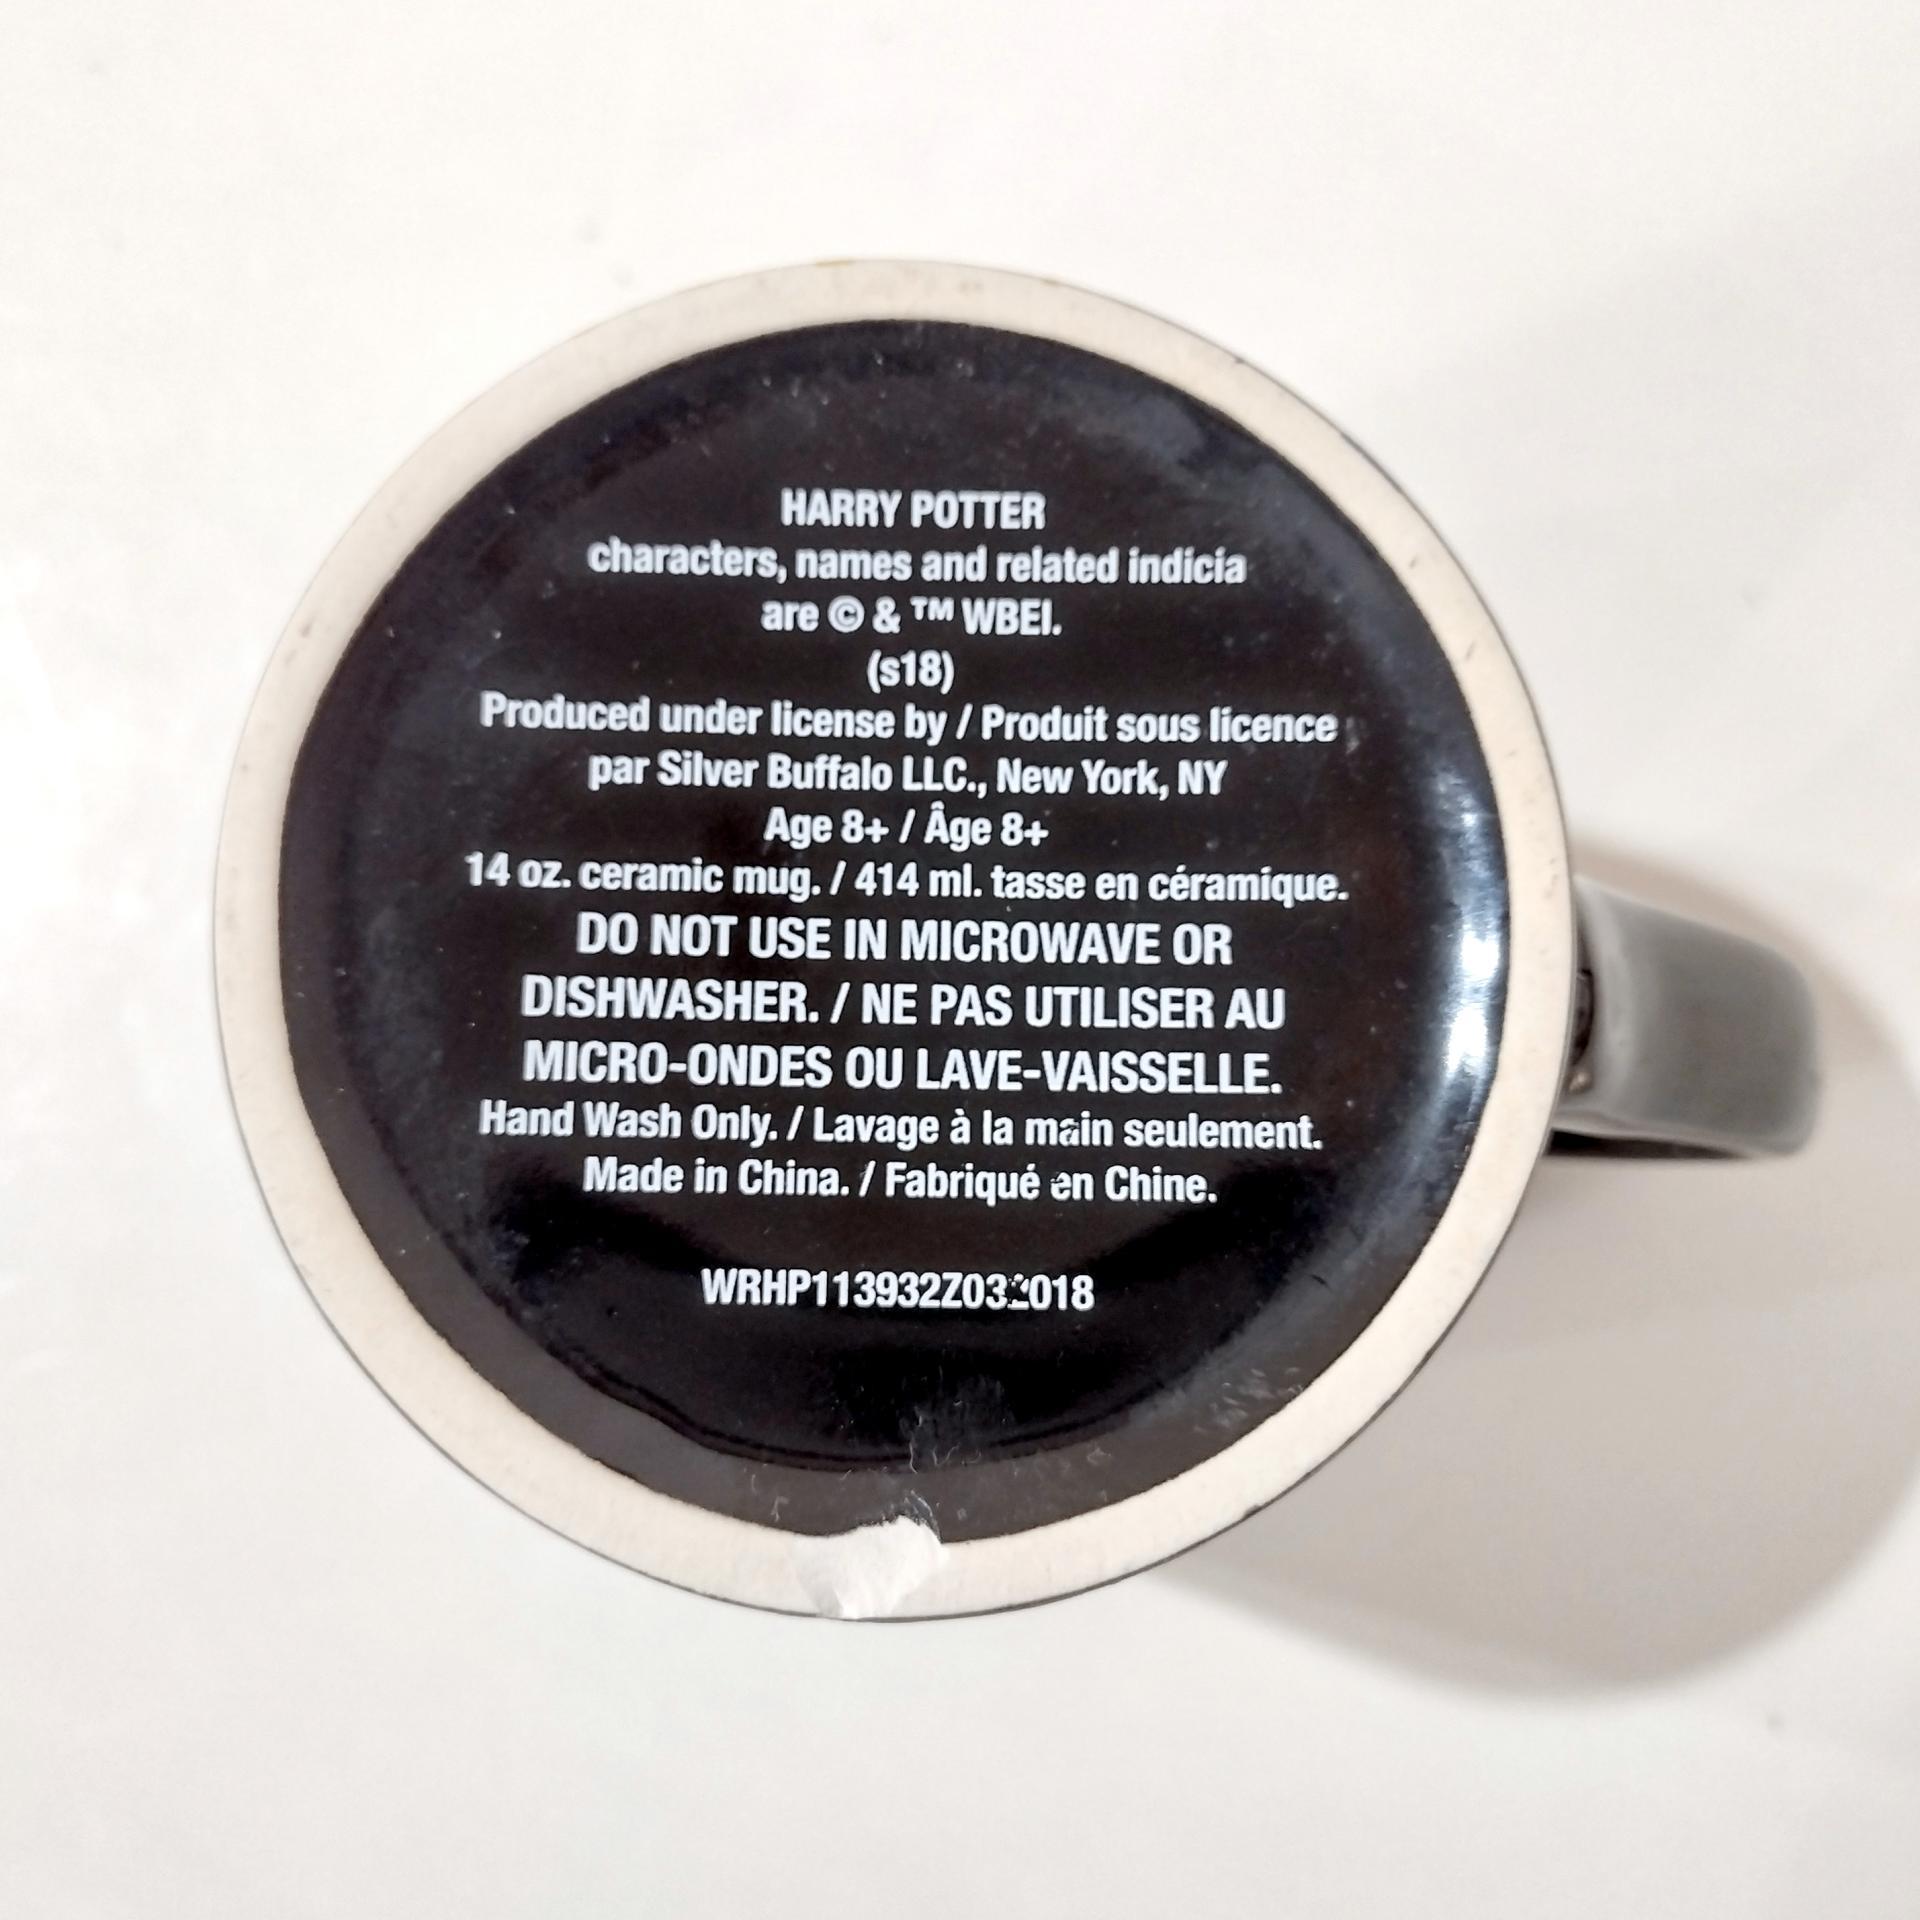 HARRY POTTER
characters, names and related indicia
are © & ™ WBEI.
(s18)
Produced under license by / Produit sous licence
par Silver Buffalo LLC., New York, NY
Age 8+ / Âge 8+
14 oz. ceramic mug. / 414 ml. tasse en céramique.
DO NOT USE IN MICROWAVE OR
DISHWASHER. / NE PAS UTILISER AU
MICRO-ONDES OU LAVE-VAISSELLE.
Hand Wash Only. / Lavage à la main seulement.
Made in China. / Fabriqué en Chine.
WRHP113932Z032018